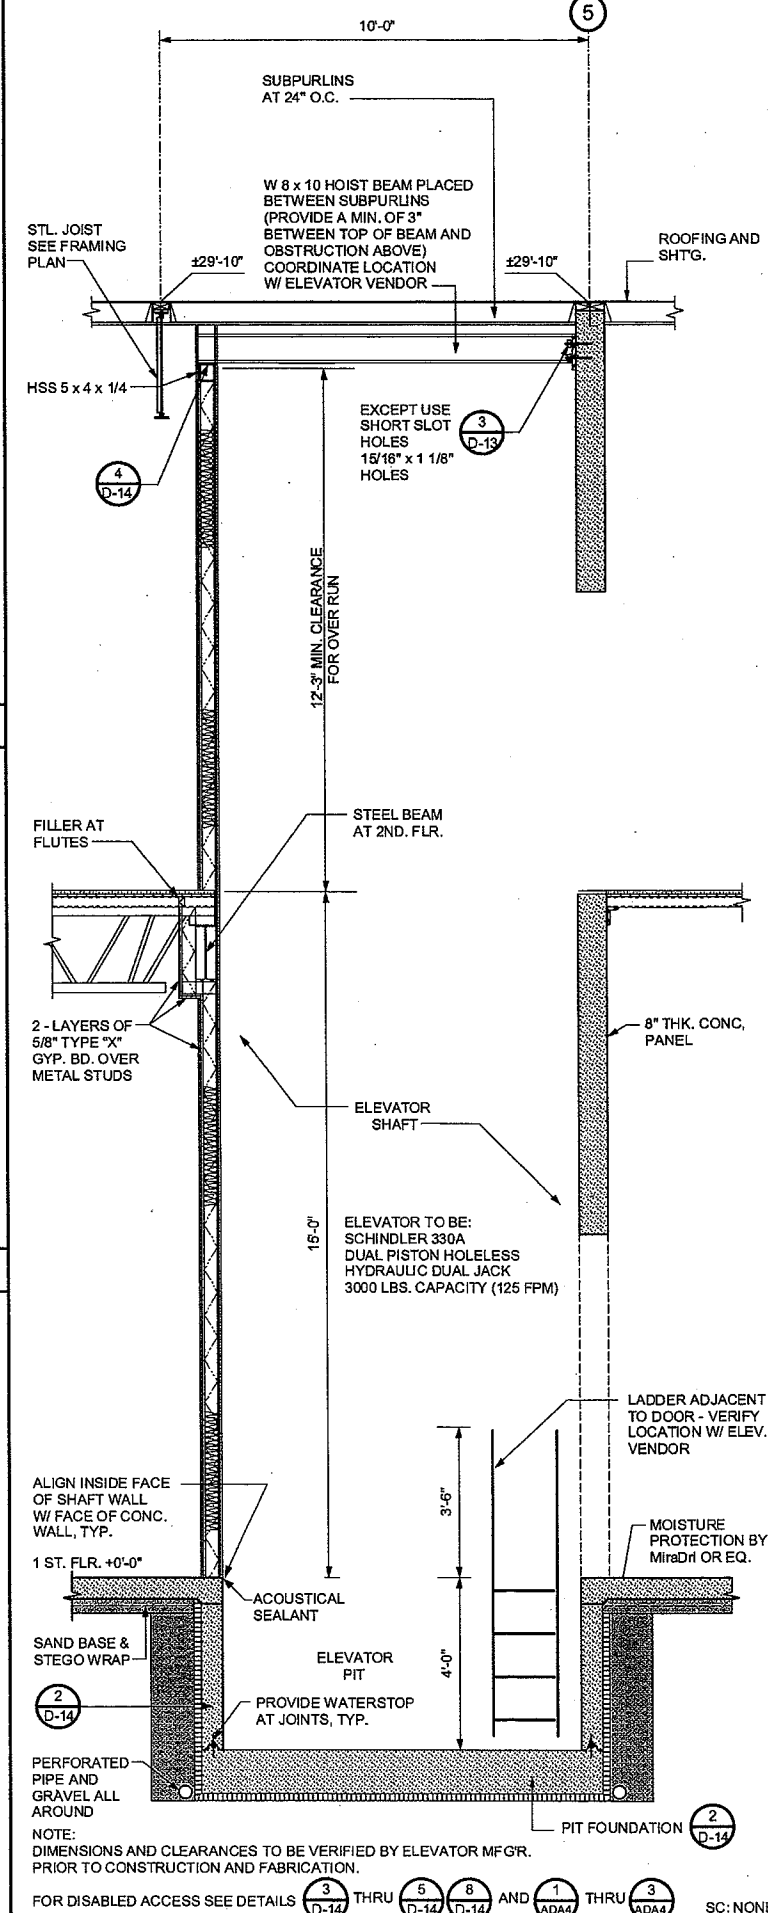 5
10'-0"
SUBPURLINS
AT 24" O.C.
W 8 x 10 HOIST BEAM PLACED
BETWEEN SUBPURLINS
(PROVIDE A MIN. OF 3"
BETWEEN TOP OF BEAM AND
OBSTRUCTION ABOVE)
COORDINATE LOCATION
W/ ELEVATOR VENDOR
STL. JOIST
SEE FRAMING
PLAN
±29'-10"
±29'-10"
ROOFING AND
SHT'G.
HSS 5 x 4 x 1/4
EXCEPT USE
SHORT SLOT
HOLES
15/16" x 1 1/8"
HOLES
3
D-13
4
D-14
12'-3" MIN. CLEARANCE
FOR OVER RUN
FILLER AT
FLUTES
STEEL BEAM
AT 2ND. FLR.
2 - LAYERS OF
5/8" TYPE "X"
GYP. BD. OVER
METAL STUDS
8" THK. CONC,
PANEL
ELEVATOR
SHAFT
15'-0"
ELEVATOR TO BE:
SCHINDLER 330A
DUAL PISTON HOLELESS
HYDRAULIC DUAL JACK
3000 LBS. CAPACITY (125 FPM)
LADDER ADJACENT
TO DOOR - VERIFY
LOCATION W/ ELEV.
VENDOR
3'-6"
ALIGN INSIDE FACE
OF SHAFT WALL
W/ FACE OF CONC.
WALL, TYP.
MOISTURE
PROTECTION BY
MiraDri OR EQ.
1 ST. FLR. +0'-0"
ACOUSTICAL
SEALANT
SAND BASE &
STEGO WRAP
ELEVATOR
PIT
4'-0"
2
D-14
PROVIDE WATERSTOP
AT JOINTS, TYP.
PERFORATED
PIPE AND
GRAVEL ALL
AROUND
PIT FOUNDATION
2
D-14
NOTE:
DIMENSIONS AND CLEARANCES TO BE VERIFIED BY ELEVATOR MFG'R.
PRIOR TO CONSTRUCTION AND FABRICATION.
FOR DISABLED ACCESS SEE DETAILS 3 D-14 THRU 5 D-14 8 D-14 AND 1 ADA4 THRU 3 ADA4 SC: NONE